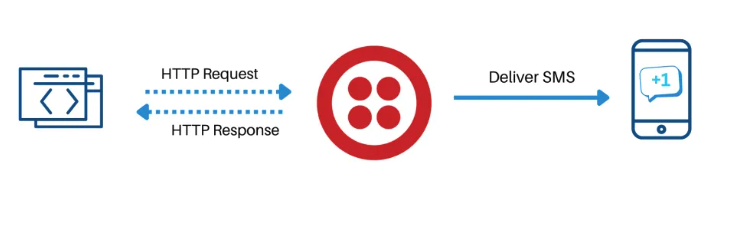 HTTP Request
HTTP Response
Deliver SMS
+1